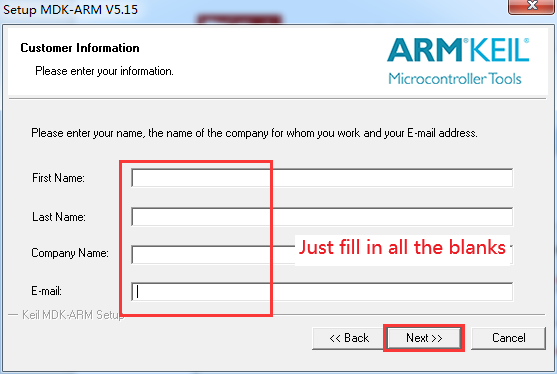 Setup MDK-ARM V5.15
Customer Information
Please enter your information.
ARM®KEIL®
Microcontroller Tools
Please enter your name, the name of the company for whom you work and your E-mail address.
First Name:
Last Name:
Company Name:
Just fill in all the blanks
E-mail:
Keil MDK-ARM Setup
<< Back Next >> Cancel